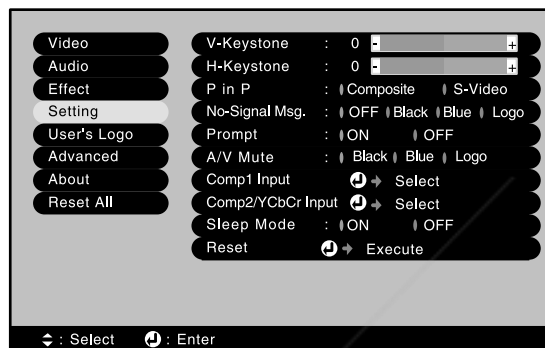 Video
Audio
Effect
Setting
User's Logo
Advanced
About
Reset All
V-Keystone : 0 - +
H-Keystone : 0 - +
P in P : Composite S-Video
No-Signal Msg. : OFF Black Blue Logo
Prompt : ON OFF
A/V Mute : Black Blue Logo
Comp1 Input Select
Comp2/YCbCr Input Select
Sleep Mode : ON OFF
Reset Execute
: Select : Enter